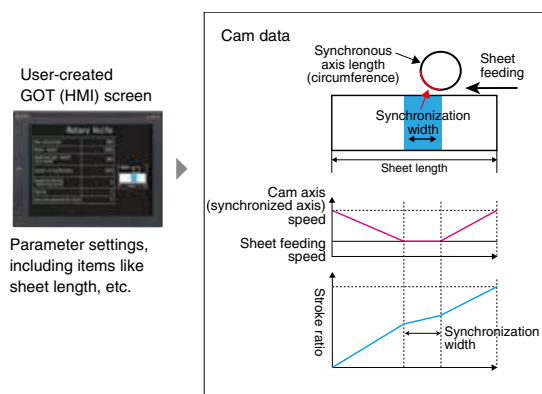 User-created
GOT (HMI) screen
Rotary Knife
Parameter settings,
including items like
sheet length, etc.
Cam data
Synchronous
axis length
(circumference)
Sheet
feeding
Synchronization
width
Sheet length
Cam axis
(synchronized axis)
speed
Sheet feeding
speed
Stroke
ratio
Synchronization
width